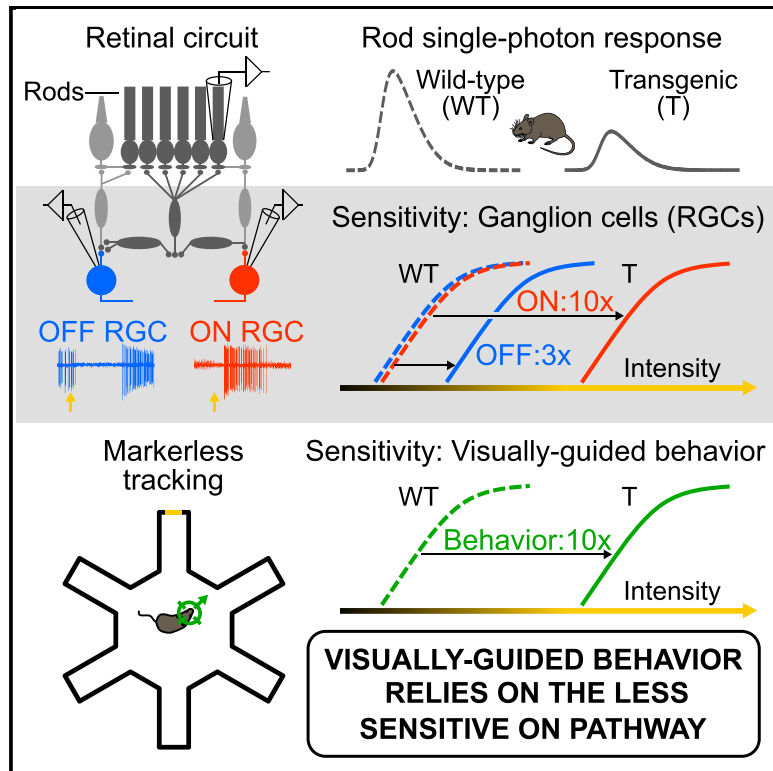 Retinal circuit
Rods
Rod single-photon response
Wild-type
(WT)
Transgenic
(T)
OFF RGC
ON RGC
Sensitivity: Ganglion cells (RGCs)
WT
T
ON:10x
OFF:3x
Intensity
Markerless
tracking
Sensitivity: Visually-guided behavior
WT
T
Behavior:10x
Intensity
VISUALLY-GUIDED BEHAVIOR
RELIES ON THE LESS
SENSITIVE ON PATHWAY